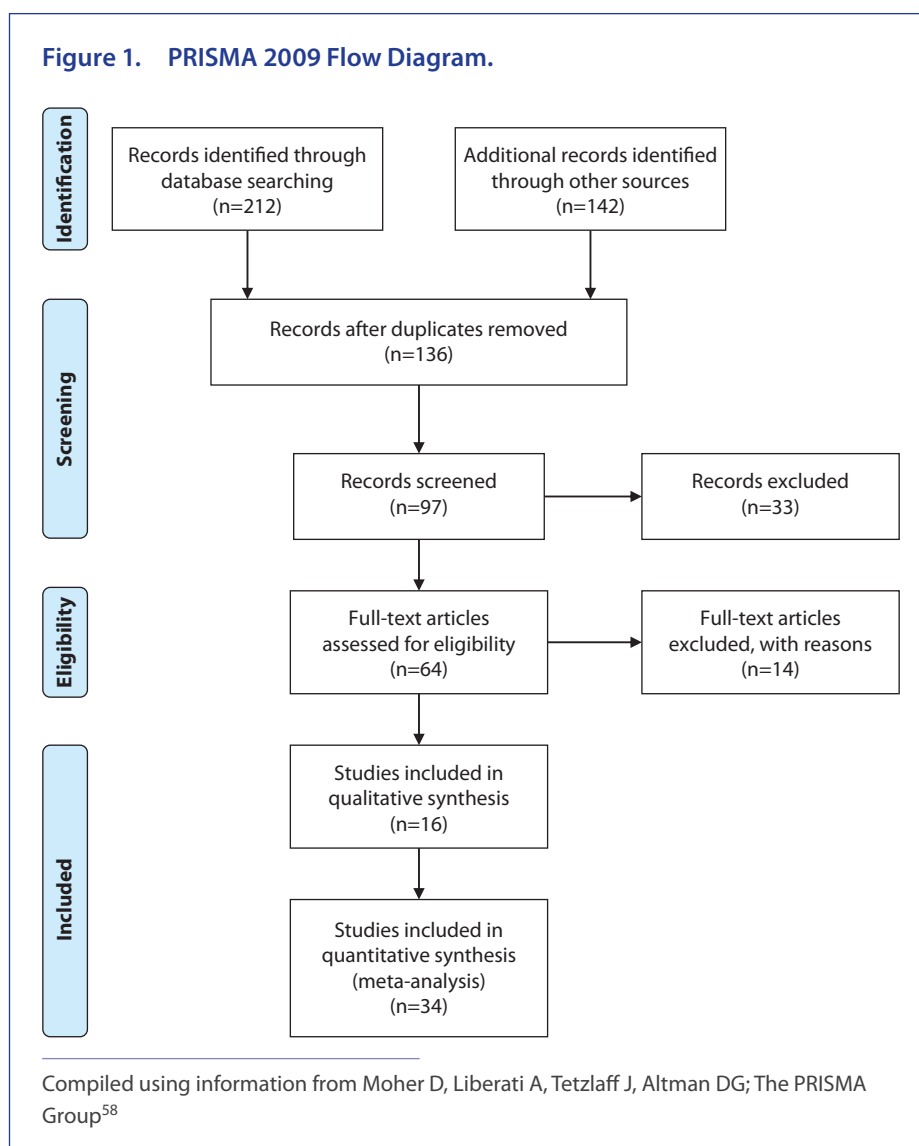 Figure 1. PRISMA 2009 Flow Diagram.
Identification
Records identified through
database searching
(n=212)
Additional records identified
through other sources
(n=142)
Screening
Records after duplicates removed
(n=136)
Records screened
(n=97)
Records excluded
(n=33)
Eligibility
Full-text articles
assessed for eligibility
(n=64)
Full-text articles
excluded, with reasons
(n=14)
Included
Studies included in
qualitative synthesis
(n=16)
Studies included in
quantitative synthesis
(meta-analysis)
(n=34)
Compiled using information from Moher D, Liberati A, Tetzlaff J, Altman DG; The PRISMA
Group58